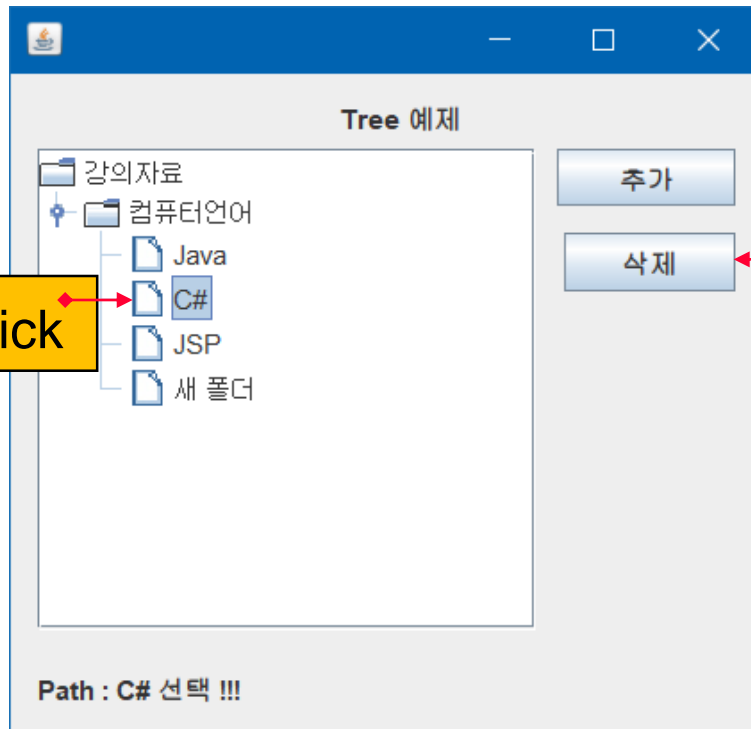 Tree 예제
강의자료
컴퓨터언어
Java
C#
JSP
새 폴더
추가
삭제
ick
Path : C# 선택 !!!